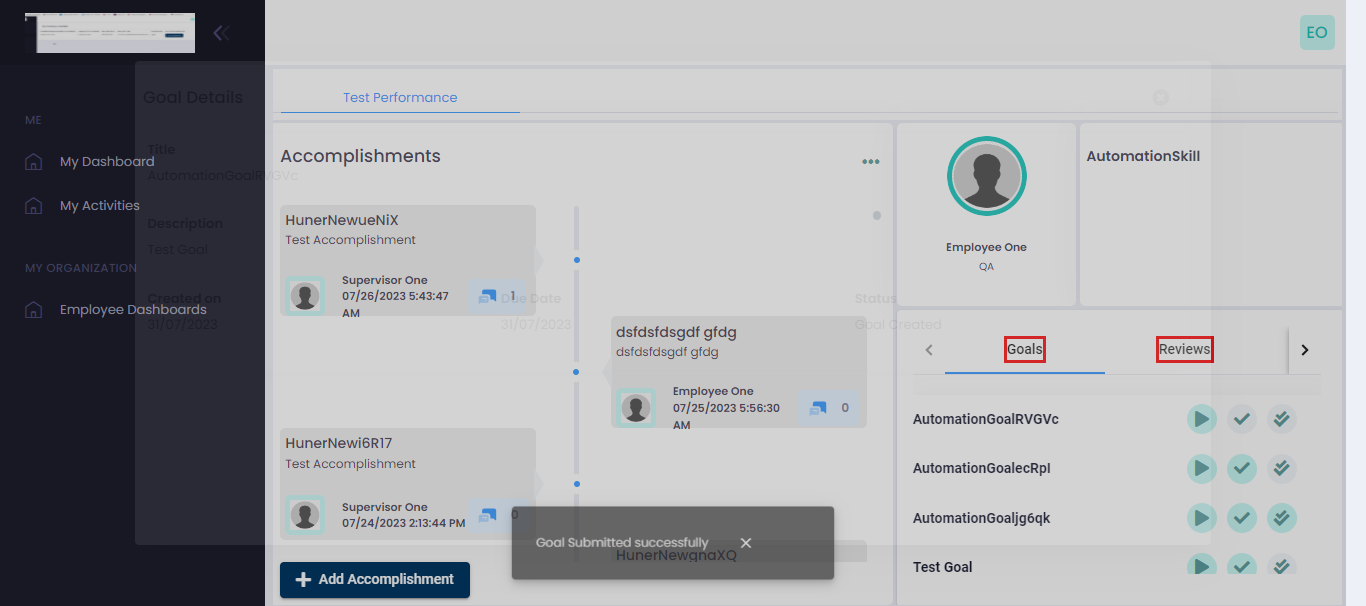 EO
Goal Details
Test Performance
ME
Title
My Dashboard
AutomationGoalRVGVc
My Activities
Description
Test Goal
MY ORGANIZATION
Created on
Employee Dashboards
31/07/2023
Due Date
31/07/2023
Status
Goal Created
Accomplishments
HunerNewueNiX
Test Accomplishment
Supervisor One
07/26/2023 5:43:47
AM
1
dsfdsfdsgdf gfdg
dsfdsfdsgdf gfdg
Employee One
07/25/2023 5:56:30
AM
0
HunerNewi6R17
Test Accomplishment
Supervisor One
07/24/2023 2:13:44 PM
0
Goal Submitted successfully
HunerNewgnaXQ
Add Accomplishment
Employee One
QA
AutomationSkill
Goals
Reviews
AutomationGoalRVGVc
AutomationGoalecRpI
AutomationGoaljg6qk
Test Goal